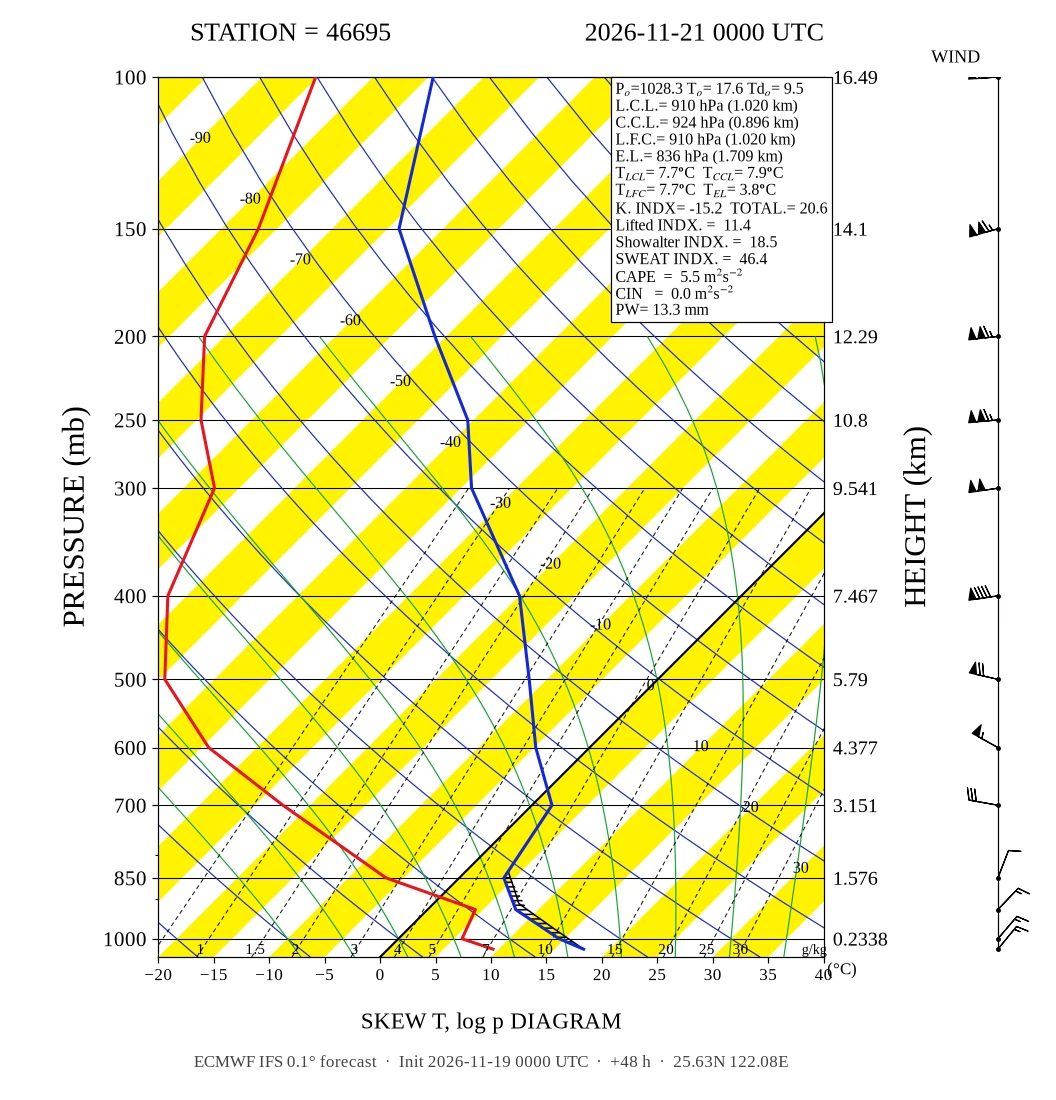 STATION = 46695
2026-11-21 0000 UTC
WIND
Pₒ=1028.3 Tₒ= 17.6 Tdₒ= 9.5
L.C.L.= 910 hPa (1.020 km)
C.C.L.= 924 hPa (0.896 km)
L.F.C.= 910 hPa (1.020 km)
E.L.= 836 hPa (1.709 km)
T_LCL= 7.7°C T_CCL= 7.9°C
T_LFC= 7.7°C T_EL= 3.8°C
K. INDX= -15.2 TOTAL.= 20.6
Lifted INDX. = 11.4
Showalter INDX. = 18.5
SWEAT INDX. = 46.4
CAPE = 5.5 m²s⁻²
CIN = 0.0 m²s⁻²
PW= 13.3 mm
PRESSURE (mb)
100
150
200
250
300
400
500
600
700
850
1000
-90
-80
-70
-60
-50
-40
-30
-20
-10
0
10
20
30
16.49
14.1
12.29
10.8
9.541
7.467
5.79
4.377
3.151
1.576
0.2338
HEIGHT (km)
1 1.5 2 3 4 5 7 10 15 20 25 30 g/kg
−20 −15 −10 −5 0 5 10 15 20 25 30 35 40 (°C)
SKEW T, log p DIAGRAM
ECMWF IFS 0.1° forecast · Init 2026-11-19 0000 UTC · +48 h · 25.63N 122.08E